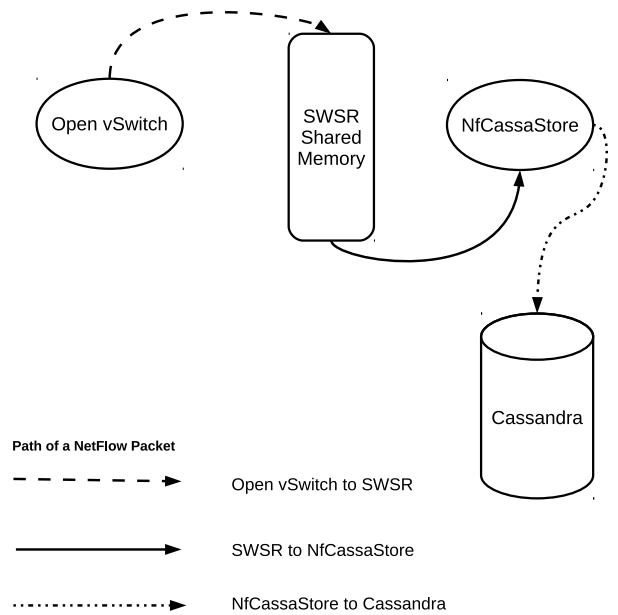 Open vSwitch
SWSR
Shared
Memory
NfCassaStore
Cassandra
Path of a NetFlow Packet
Open vSwitch to SWSR
SWSR to NfCassaStore
NfCassaStore to Cassandra